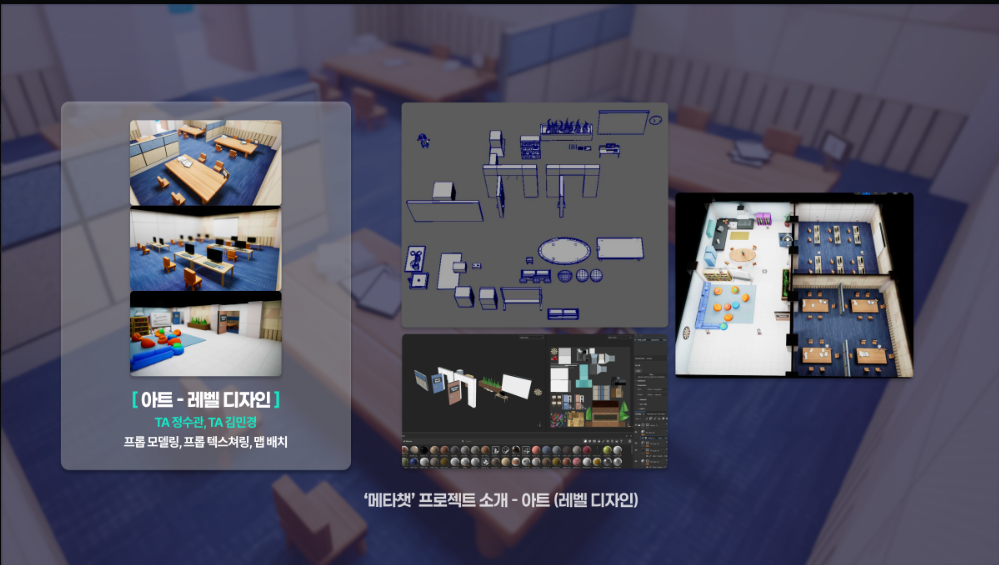 [ 아트 - 레벨 디자인 ]
TA 정수관, TA 김민경
프롭 모델링, 프롭 텍스쳐링, 맵 배치
‘메타챗’ 프로젝트 소개 - 아트 (레벨 디자인)